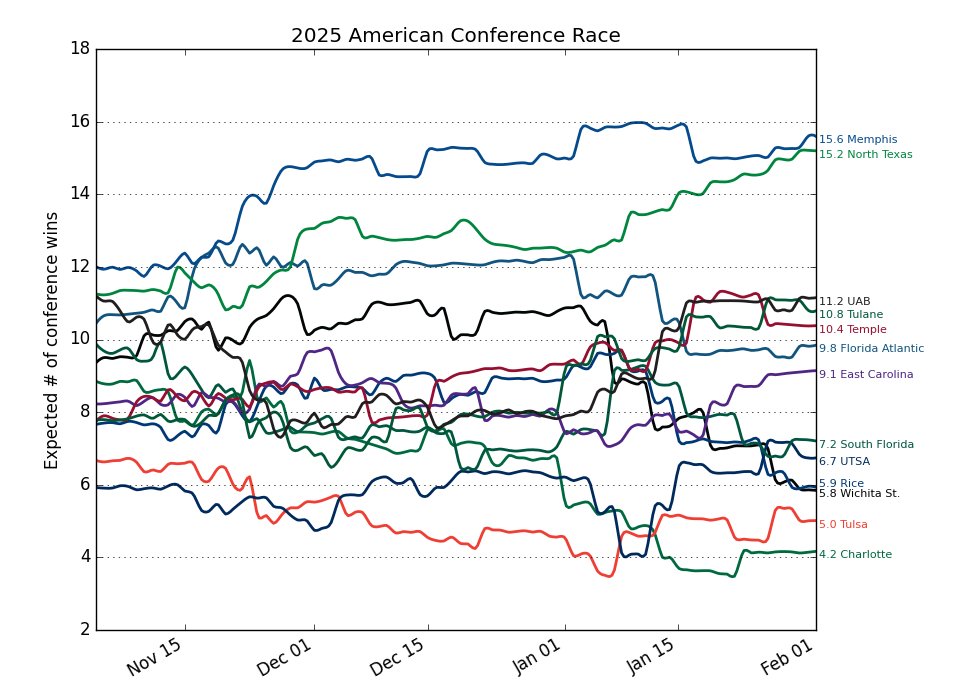 2025 American Conference Race
Expected # of conference wins
18
16
14
12
10
8
6
4
2
15.6 Memphis
15.2 North Texas
11.2 UAB
10.8 Tulane
10.4 Temple
9.8 Florida Atlantic
9.1 East Carolina
7.2 South Florida
6.7 UTSA
5.9 Rice
5.8 Wichita St.
5.0 Tulsa
4.2 Charlotte
Nov 15
Dec 01
Dec 15
Jan 01
Jan 15
Feb 01